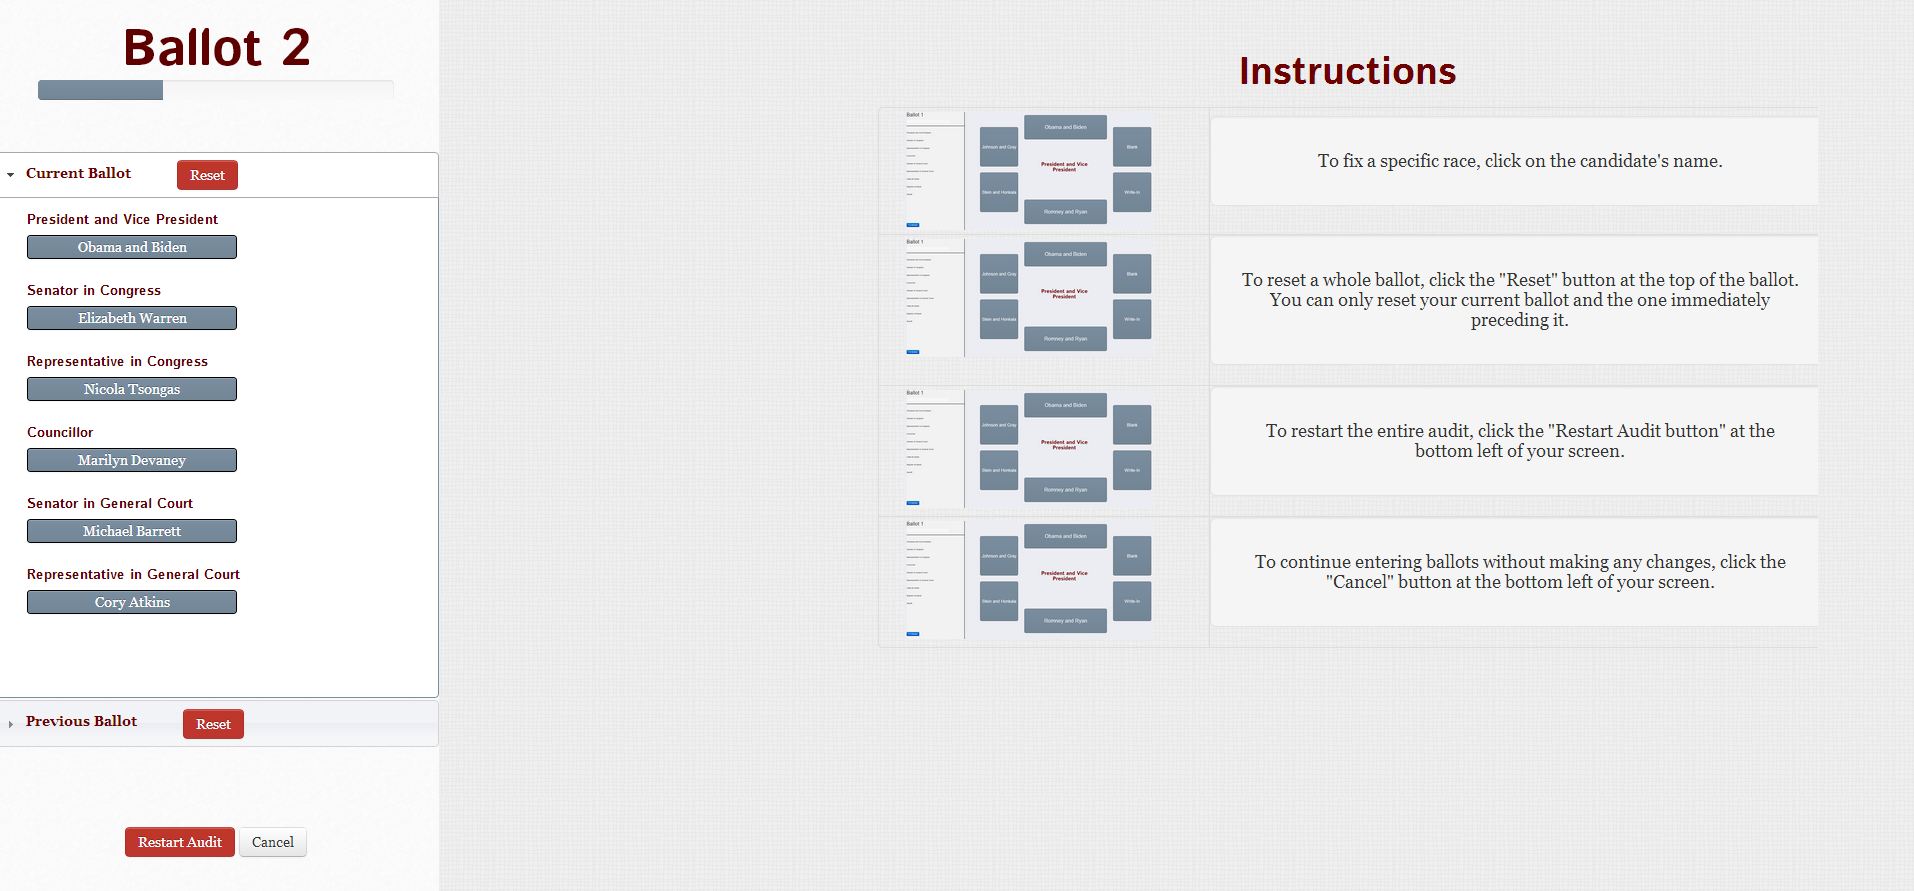 Ballot 2
Current Ballot
Reset
President and Vice President
Obama and Biden
Senator in Congress
Elizabeth Warren
Representative in Congress
Nicola Tsongas
Councillor
Marilyn Devaney
Senator in General Court
Michael Barrett
Representative in General Court
Cory Atkins
Previous Ballot
Reset
Restart Audit
Cancel
Instructions
Ballot 1
Obama and Biden
Johnson and Gray
Blank
President and Vice
President
Stein and Honkala
Write-In
Romney and Ryan
To fix a specific race, click on the candidate's name.
Ballot 1
Obama and Biden
Johnson and Gray
Blank
President and Vice
President
Stein and Honkala
Write-In
Romney and Ryan
To reset a whole ballot, click the "Reset" button at the top of the ballot.
You can only reset your current ballot and the one immediately
preceding it.
Ballot 1
Obama and Biden
Johnson and Gray
Blank
President and Vice
President
Stein and Honkala
Write-In
Romney and Ryan
To restart the entire audit, click the "Restart Audit button" at the
bottom left of your screen.
Ballot 1
Obama and Biden
Johnson and Gray
Blank
President and Vice
President
Stein and Honkala
Write-In
Romney and Ryan
To continue entering ballots without making any changes, click the
"Cancel" button at the bottom left of your screen.